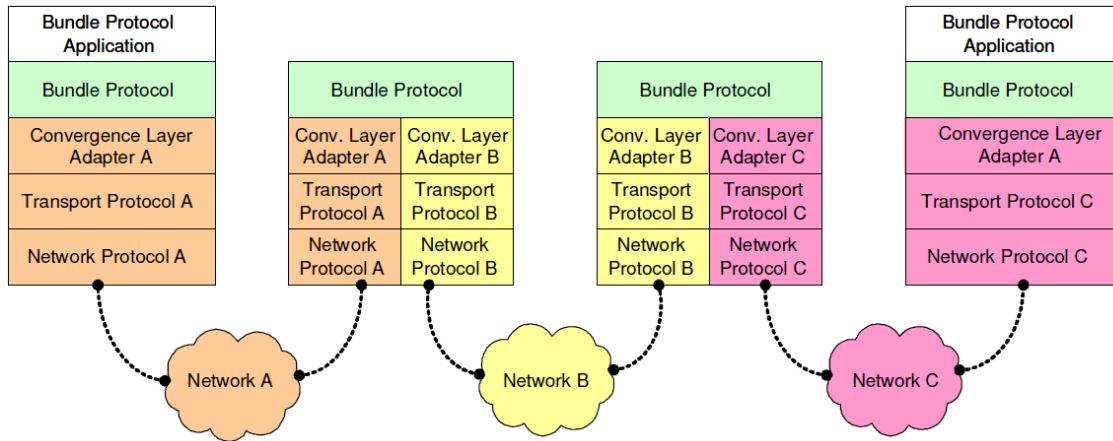 Bundle Protocol
Application
Bundle Protocol
Convergence Layer
Adapter A
Transport Protocol A
Network Protocol A
Bundle Protocol
Conv. Layer
Adapter A
Conv. Layer
Adapter B
Transport
Protocol A
Transport
Protocol B
Network
Protocol A
Network
Protocol B
Bundle Protocol
Conv. Layer
Adapter B
Conv. Layer
Adapter C
Transport
Protocol B
Transport
Protocol C
Network
Protocol B
Network
Protocol C
Bundle Protocol
Application
Bundle Protocol
Convergence Layer
Adapter A
Transport Protocol C
Network Protocol C
Network A
Network B
Network C